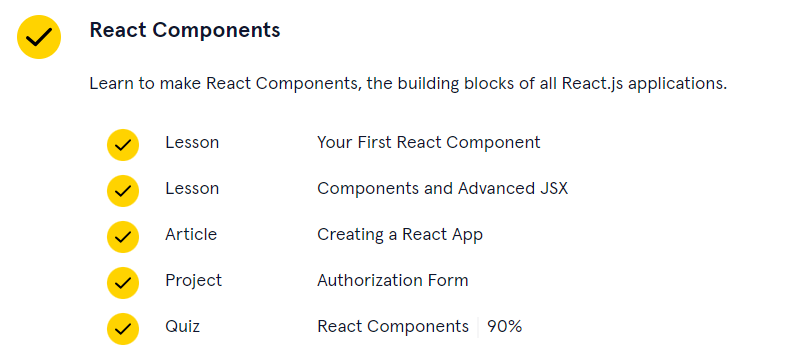 React Components
Learn to make React Components, the building blocks of all React.js applications.
Lesson Your First React Component
Lesson Components and Advanced JSX
Article Creating a React App
Project Authorization Form
Quiz React Components 90%